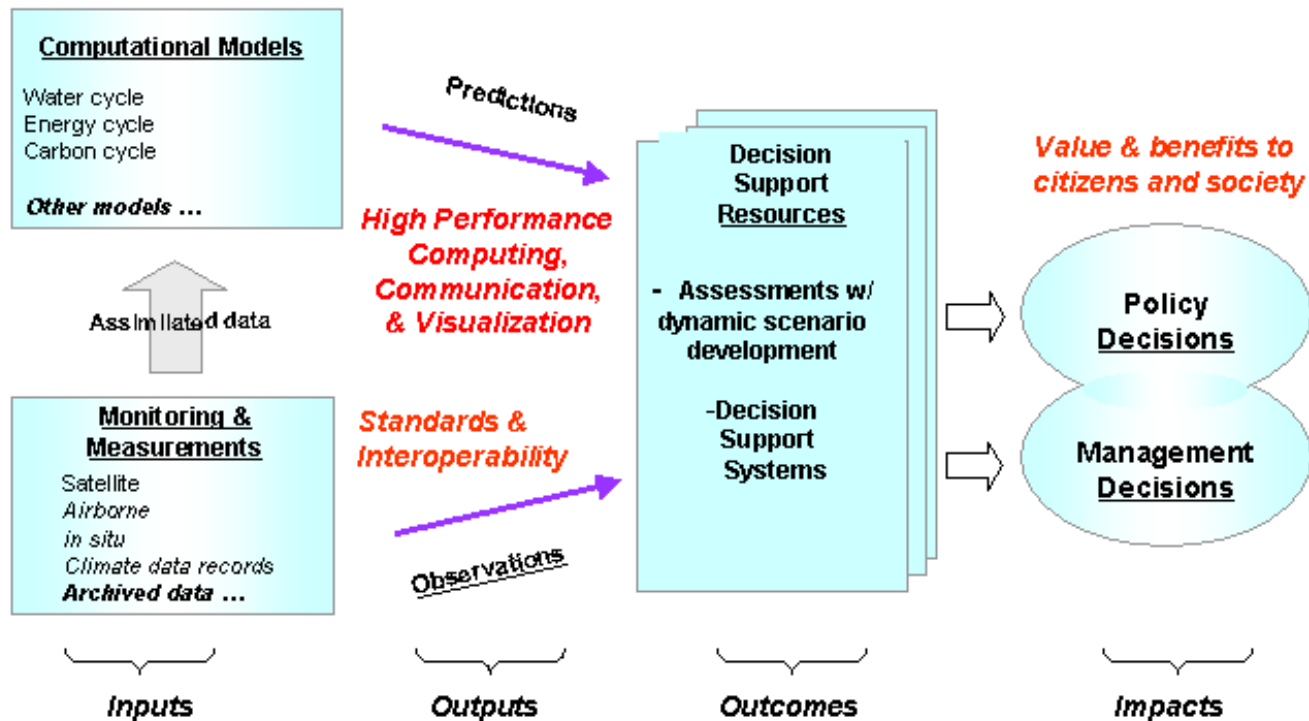 Computational Models
Water cycle
Energy cycle
Carbon cycle
Other models ...
Assimilated data
Monitoring &
Measurements
Satellite
Airborne
in situ
Climate data records
Archived data ...
Inputs
Predictions
High Performance
Computing,
Communication,
& Visualization
Standards &
Interoperability
Observations
Outputs
Decision
Support
Resources
- Assessments w/
dynamic scenario
development
-Decision
Support
Systems
Outcomes
Value & benefits to
citizens and society
Policy
Decisions
Management
Decisions
Impacts